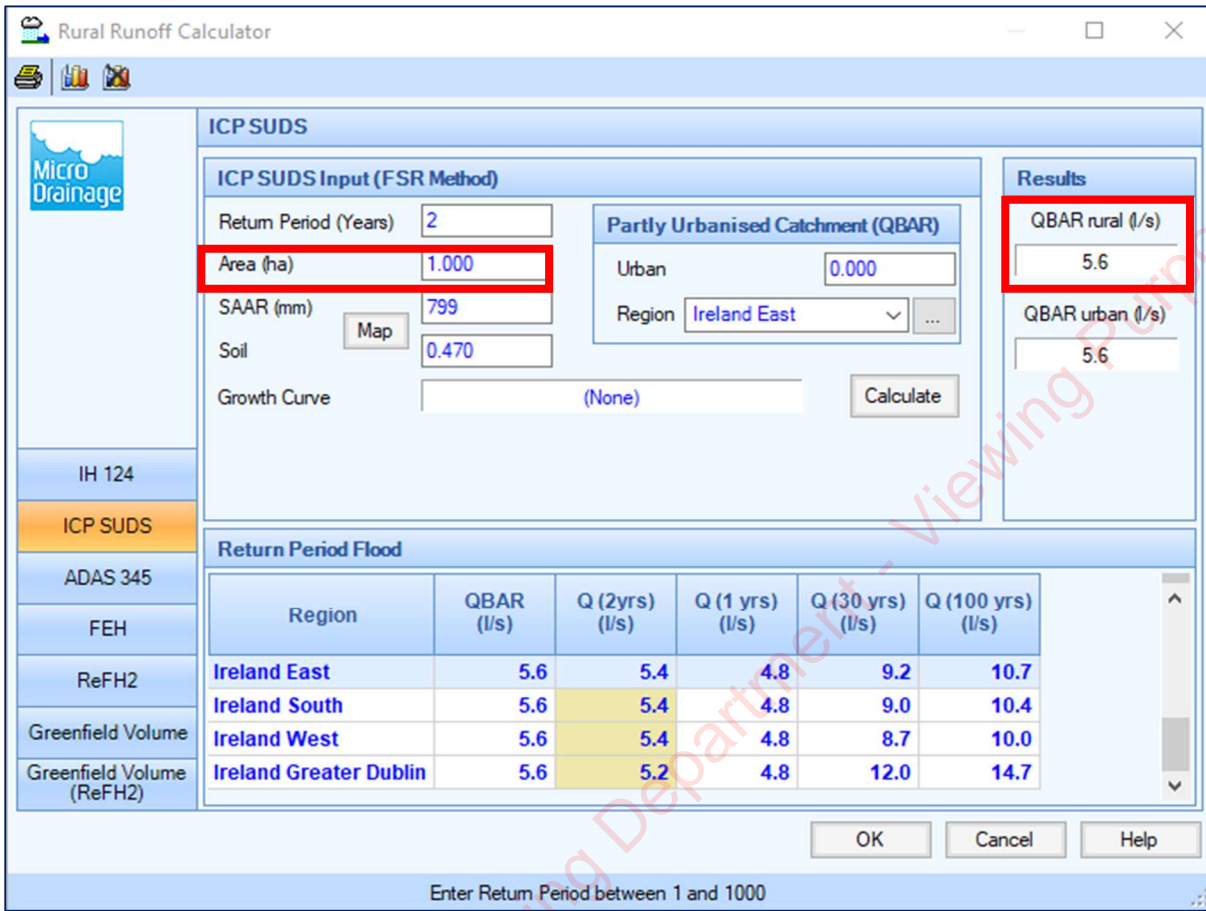 Rural Runoff Calculator
Micro
Drainage
ICP SUDS
ICP SUDS Input (FSR Method)
Return Period (Years) 2
Area (ha) 1.000
SAAR (mm) 799
Map
Soil 0.470
Growth Curve (None)
Calculate
Partly Urbanised Catchment (QBAR)
Urban 0.000
Region Ireland East ...
Results
QBAR rural (l/s)
5.6
QBAR urban (l/s)
5.6
IH 124
ICP SUDS
ADAS 345
FEH
ReFH2
Greenfield Volume
Greenfield Volume
(ReFH2)
Return Period Flood
Region QBAR (l/s) Q (2yrs) (l/s) Q (1 yrs) (l/s) Q (30 yrs) (l/s) Q (100 yrs) (l/s)
Ireland East 5.6 5.4 4.8 9.2 10.7
Ireland South 5.6 5.4 4.8 9.0 10.4
Ireland West 5.6 5.4 4.8 8.7 10.0
Ireland Greater Dublin 5.6 5.2 4.8 12.0 14.7
OK Cancel Help
Enter Return Period between 1 and 1000
Department - Viewing